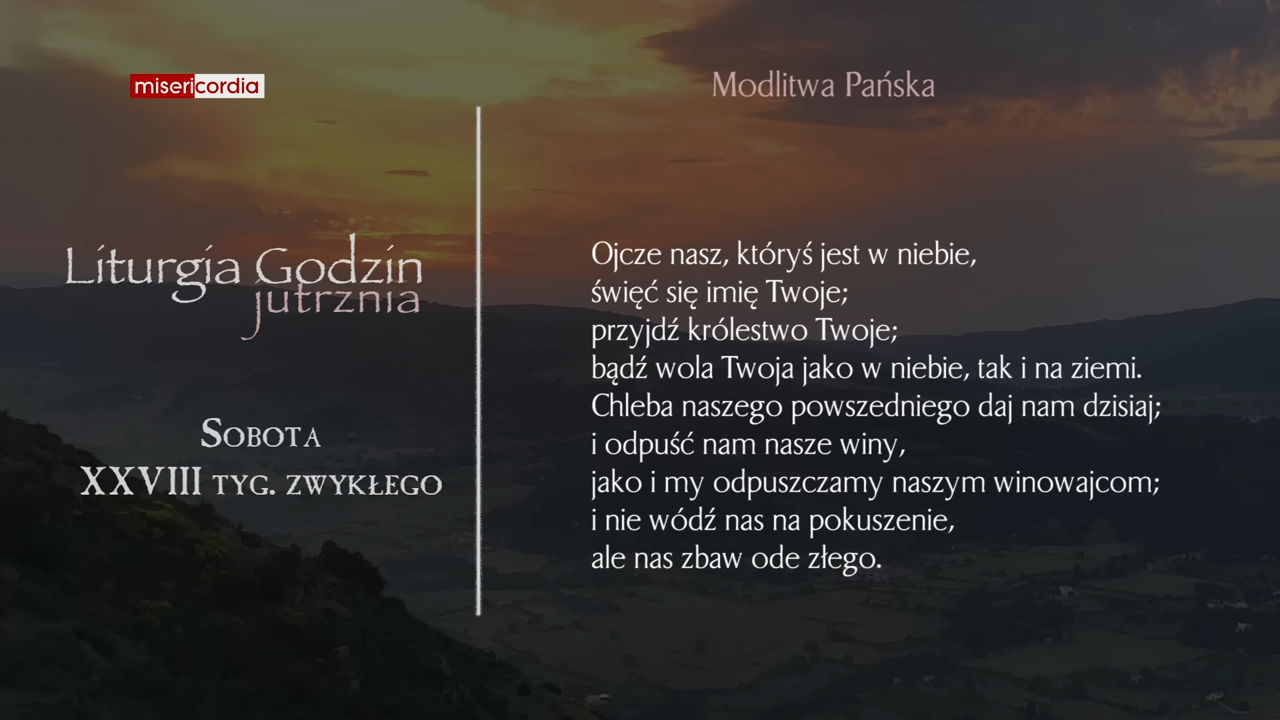 misericordia
Modlitwa Pańska
Liturgia Godzin
jutrznia
Sobota
XXVIII tyg. zwykłego
Ojcze nasz, któryś jest w niebie,
święć się imię Twoje;
przyjdź królestwo Twoje;
bądź wola Twoja jako w niebie, tak i na ziemi.
Chleba naszego powszedniego daj nam dzisiaj;
i odpuść nam nasze winy,
jako i my odpuszczamy naszym winowajcom;
i nie wódź nas na pokuszenie,
ale nas zbaw ode złego.